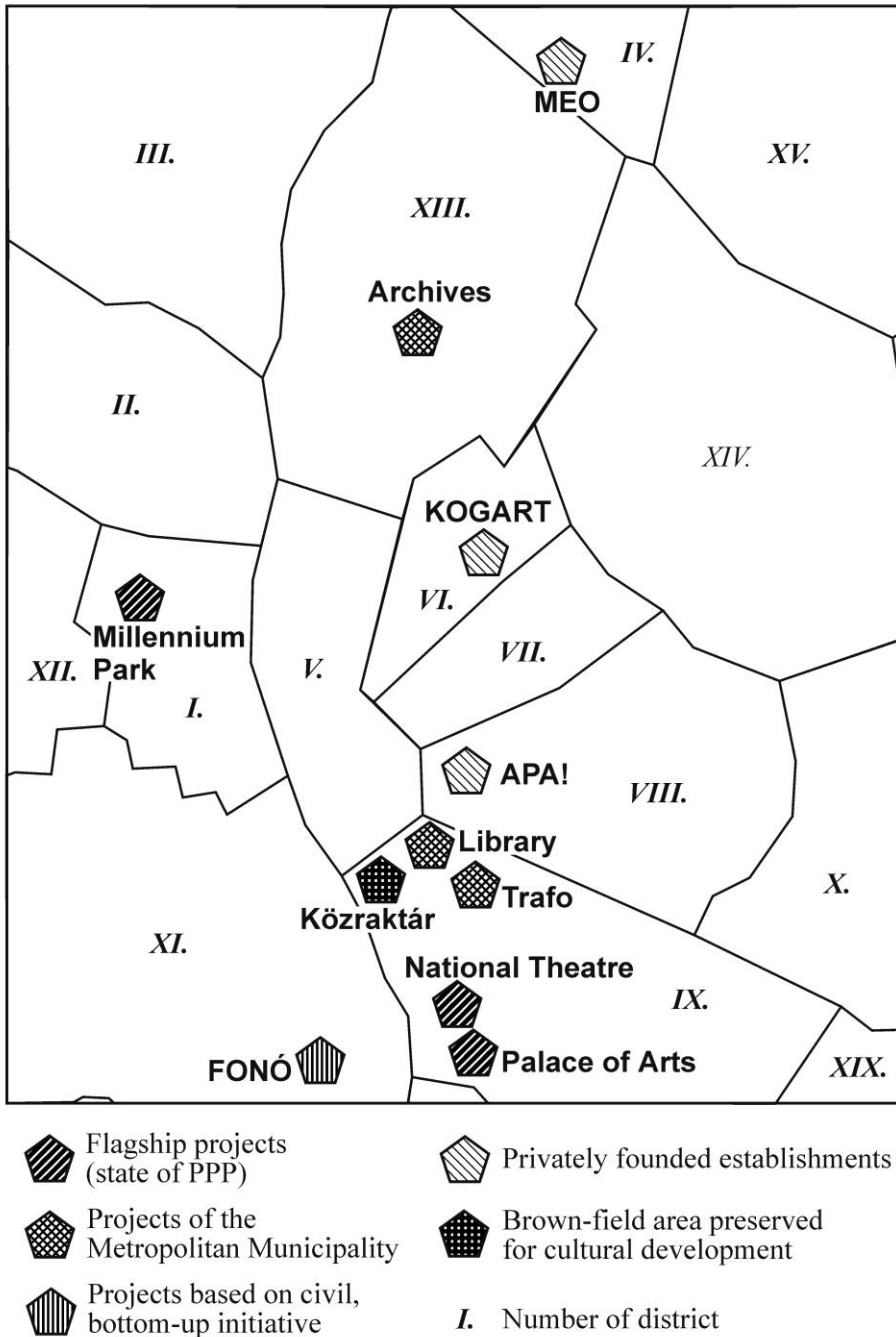 IV.
MEO
III.
XV.
XIII.
Archives
II.
XIV.
KOGART
VI.
Millennium
Park
VII.
XII.
V.
I.
APA!
VIII.
Library
X.
Trafo
Közraktár
XI.
National Theatre
IX.
FONÓ
Palace of Arts
XIX.
Flagship projects
(state of PPP)
Privately founded establishments
Projects of the
Metropolitan Municipality
Brown-field area preserved
for cultural development
Projects based on civil,
bottom-up initiative
I. Number of district